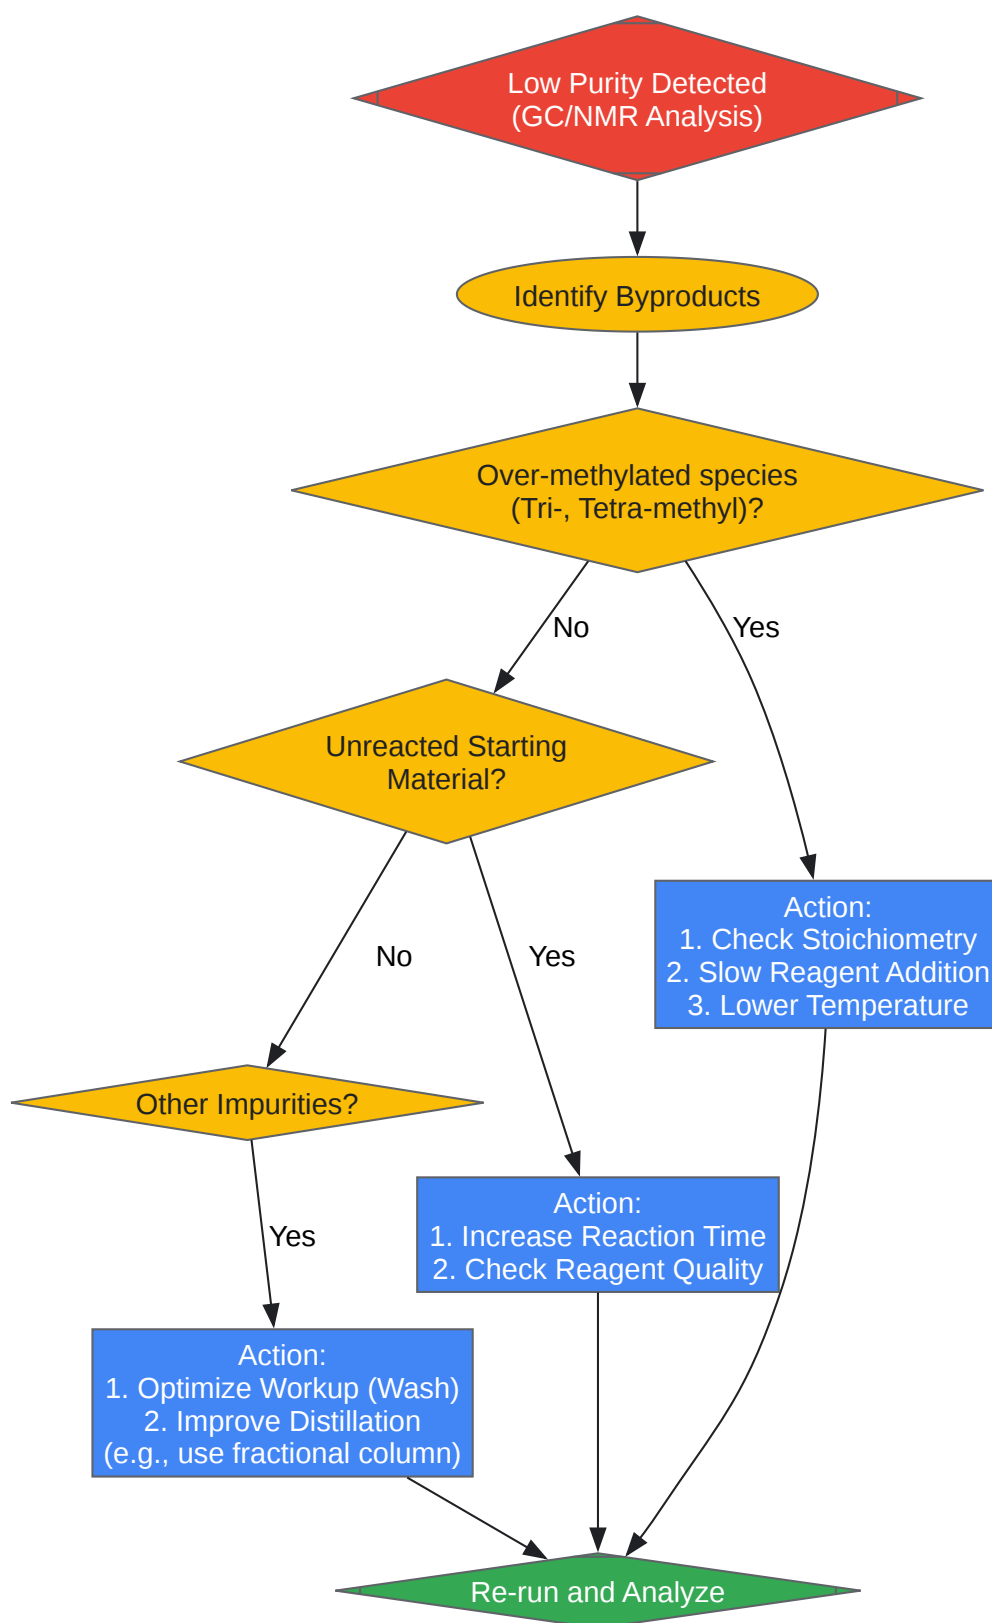 Low Purity Detected
(GC/NMR Analysis)
Identify Byproducts
Over-methylated species
(Tri-, Tetra-methyl)?
No
Yes
Unreacted Starting
Material?
Action:
1. Check Stoichiometry
2. Slow Reagent Addition
3. Lower Temperature
No
Yes
Other Impurities?
Action:
1. Increase Reaction Time
2. Check Reagent Quality
Yes
Action:
1. Optimize Workup (Wash)
2. Improve Distillation
(e.g., use fractional column)
Re-run and Analyze